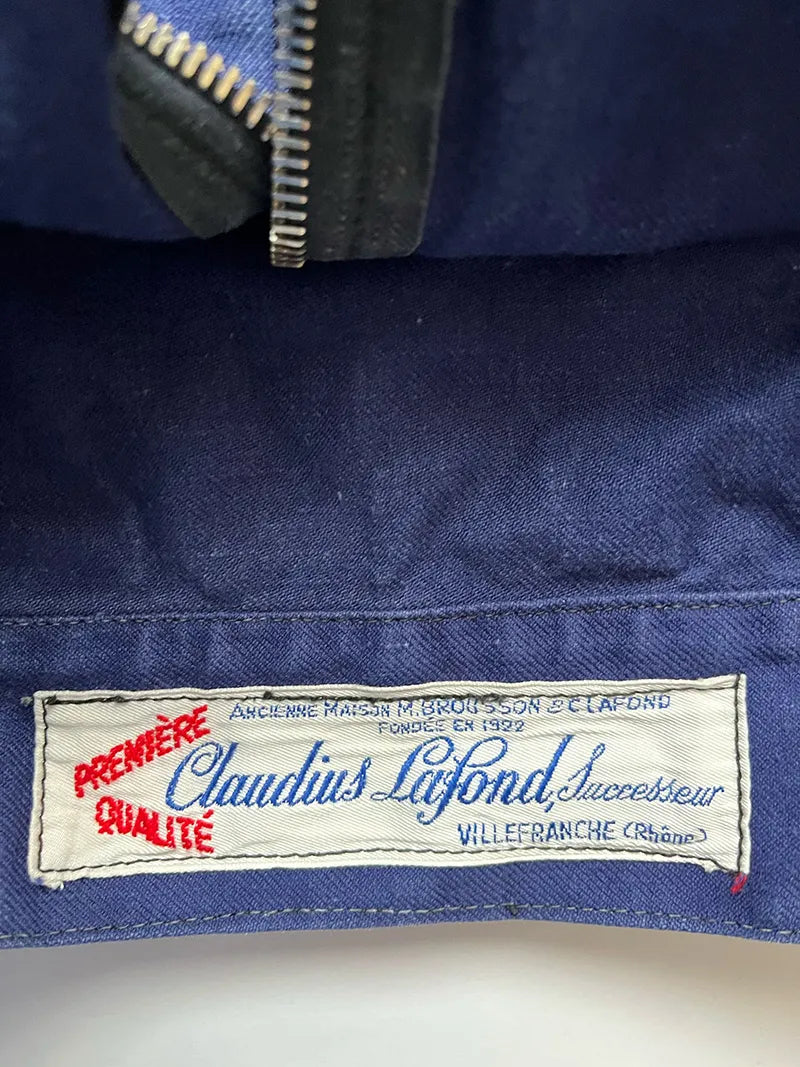 ANCIENNE MAISON M. BROUSSON & C LAFOND
FONDÉE EN 1922
PREMIÈRE
QUALITÉ
Claudius Lafond, Successeur
VILLEFRANCHE (Rhône)